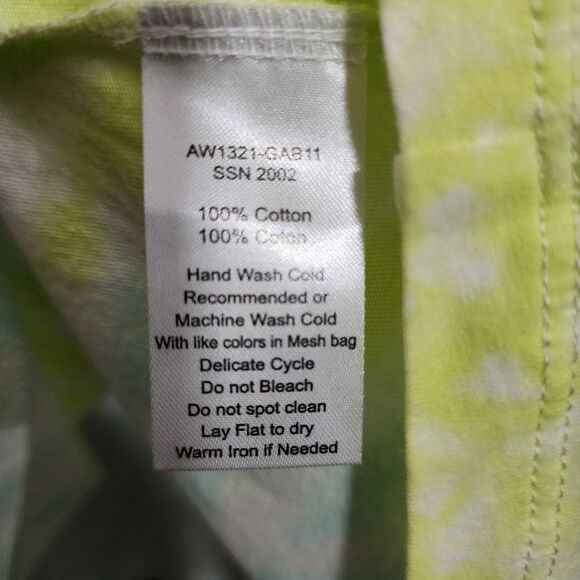 AW1321-GAB11
SSN 2002
100% Cotton
100% Coton
Hand Wash Cold
Recommended or
Machine Wash Cold
With like colors in Mesh bag
Delicate Cycle
Do not Bleach
Do not spot clean
Lay Flat to dry
Warm Iron if Needed